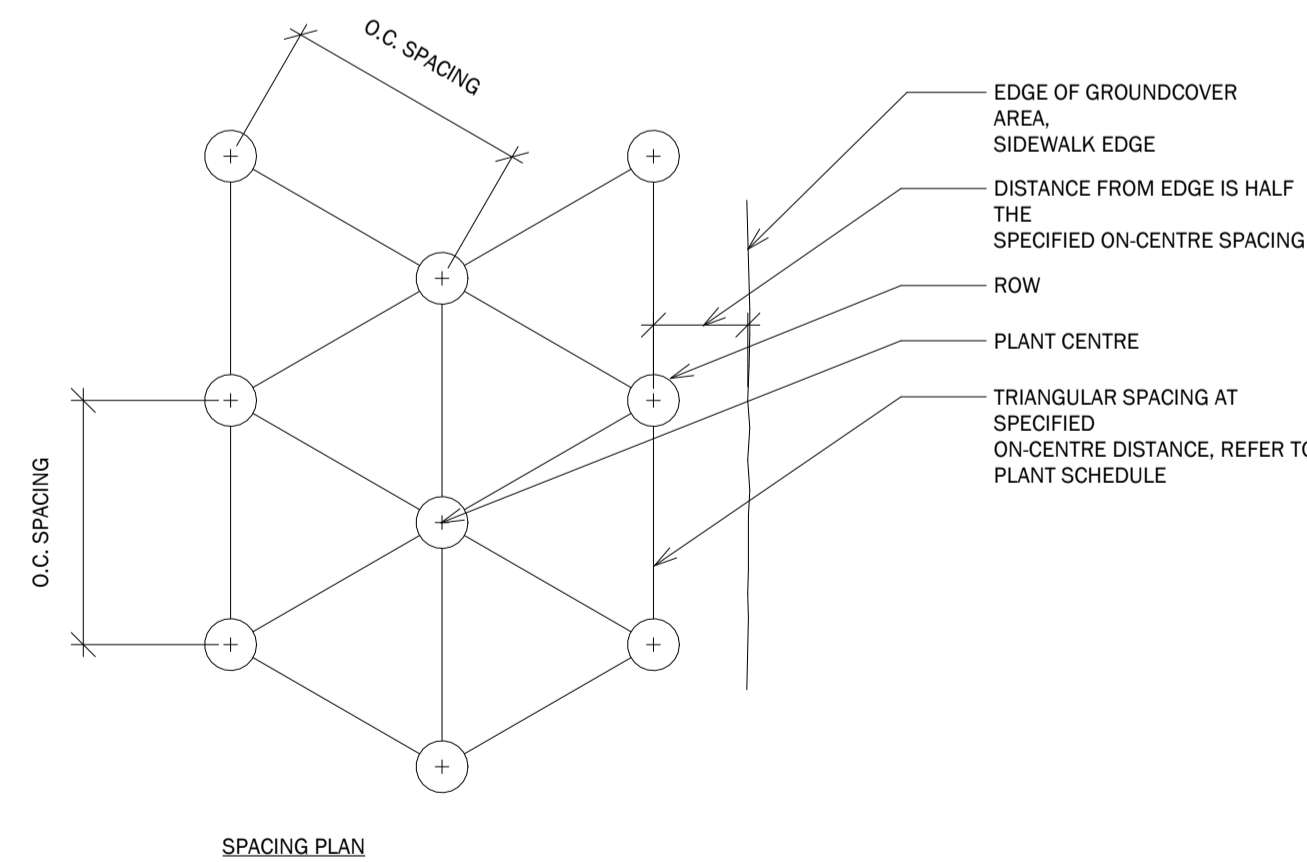 O.C. SPACING
EDGE OF GROUNDCOVER
AREA,
SIDEWALK EDGE
DISTANCE FROM EDGE IS HALF
THE
SPECIFIED ON-CENTRE SPACING
ROW
PLANT CENTRE
TRIANGULAR SPACING AT
SPECIFIED
ON-CENTRE DISTANCE, REFER TO
PLANT SCHEDULE
O.C. SPACING
SPACING PLAN